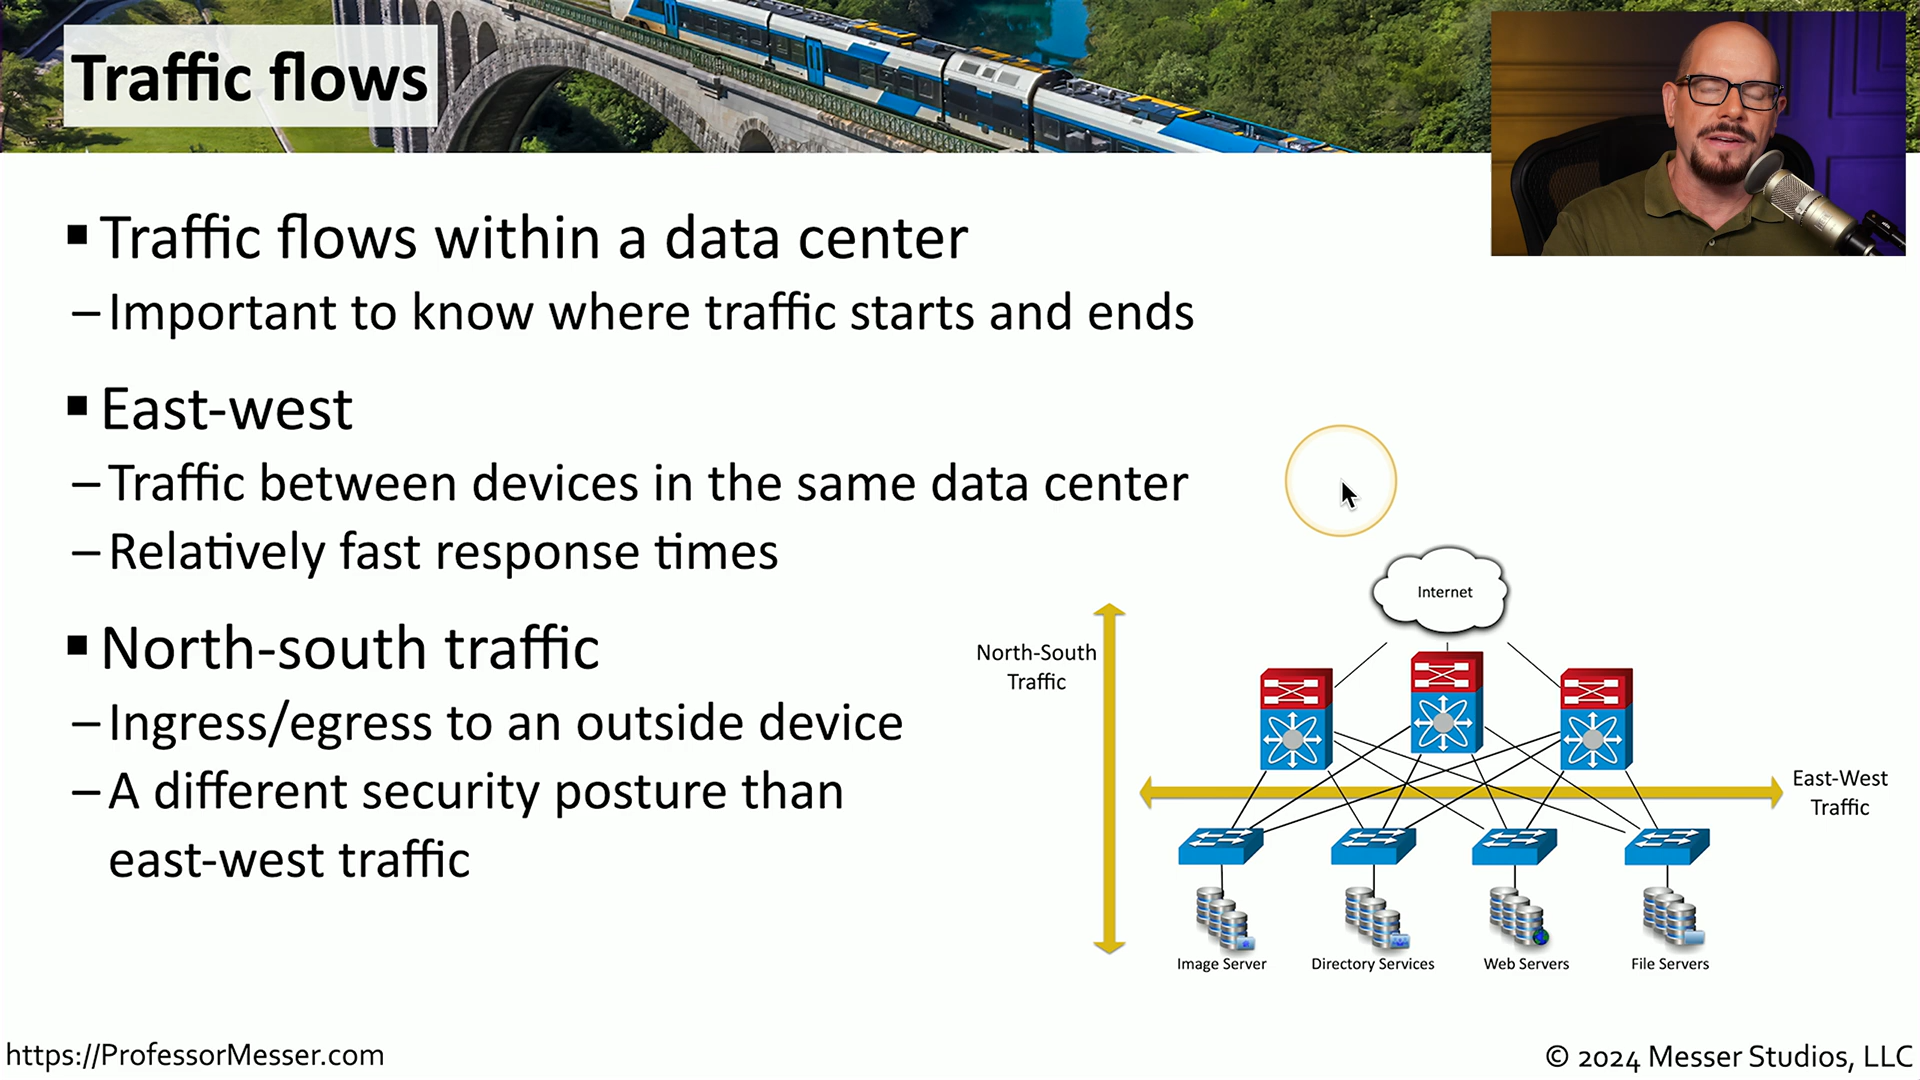 Traffic flows
▪ Traffic flows within a data center
– Important to know where traffic starts and ends
▪ East-west
– Traffic between devices in the same data center
– Relatively fast response times
▪ North-south traffic
– Ingress/egress to an outside device
– A different security posture than
east-west traffic
Internet
North-South
Traffic
East-West
Traffic
Image Server
Directory Services
Web Servers
File Servers
https://ProfessorMesser.com
© 2024 Messer Studios, LLC